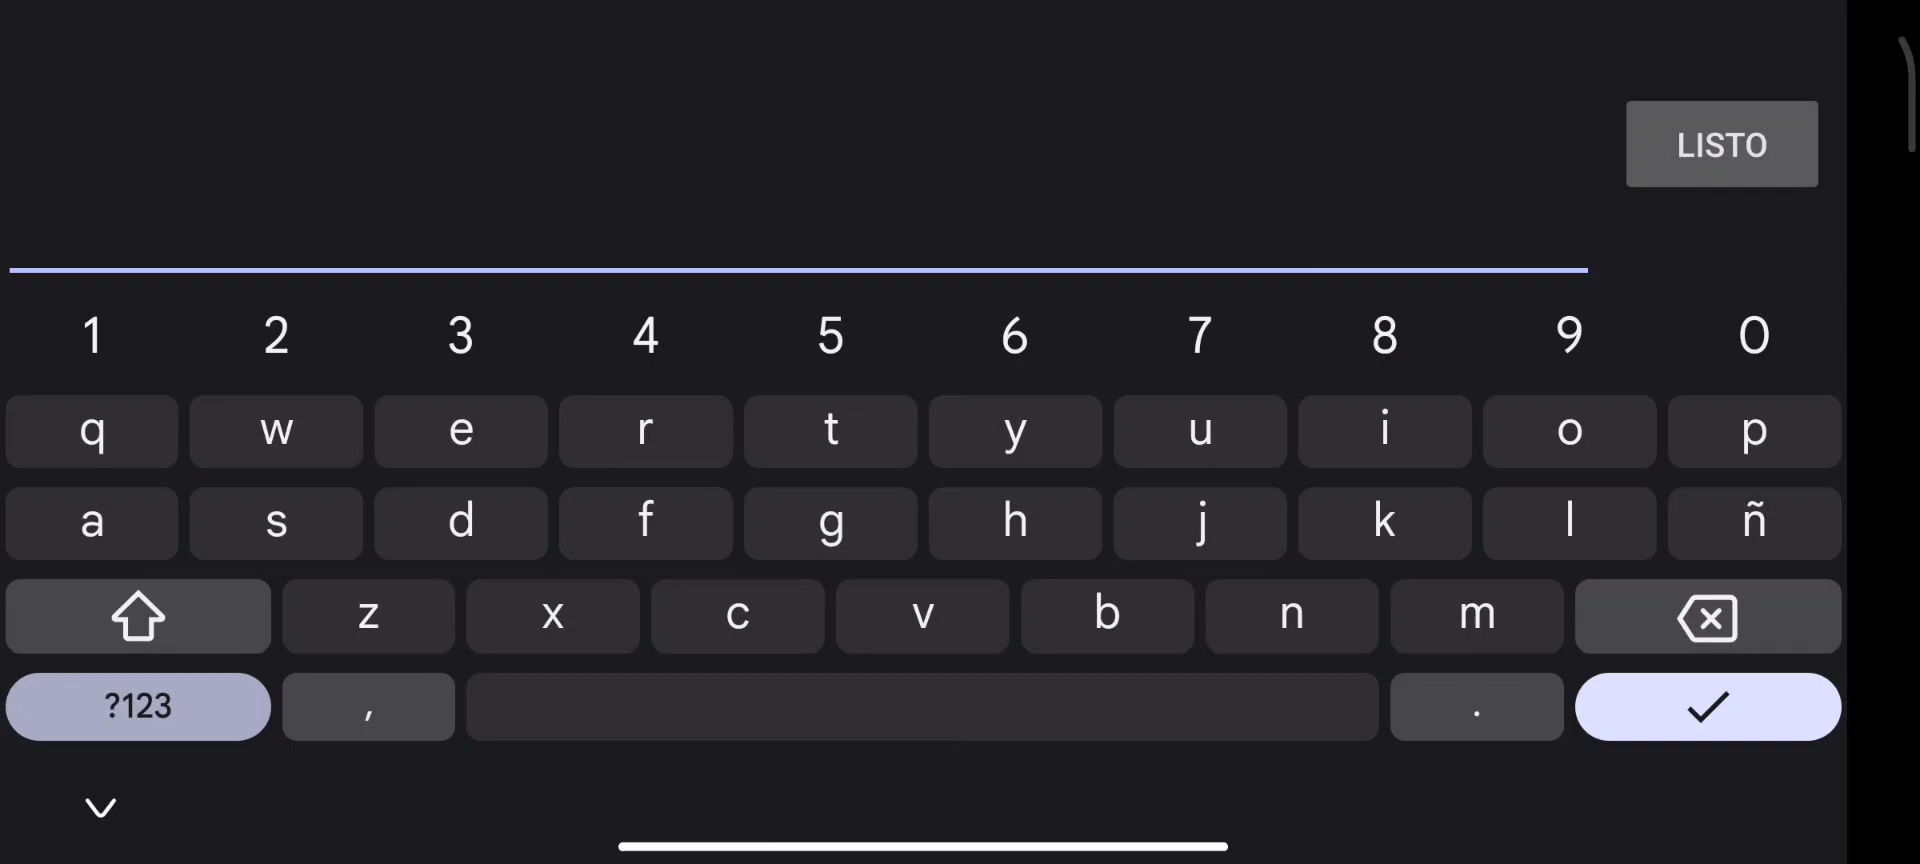 LISTO
1 2 3 4 5 6 7 8 9 0
q w e r t y u i o p
a s d f g h j k l ñ
z x c v b n m
?123 , .